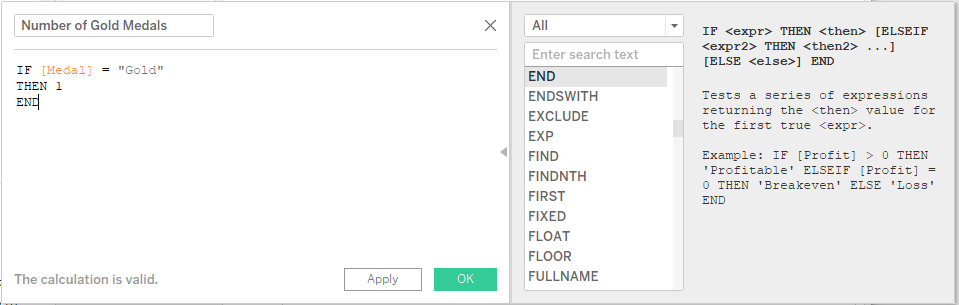 Number of Gold Medals
IF [Medal] = "Gold"
THEN 1
END
The calculation is valid.
Apply
OK
All
Enter search text
END
ENDSWITH
EXCLUDE
EXP
FIND
FINDNTH
FIRST
FIXED
FLOAT
FLOOR
FULLNAME
IF <expr> THEN <then> [ELSEIF
<expr2> THEN <then2> ...]
[ELSE <else>] END
Tests a series of expressions
returning the <then> value for
the first true <expr>.
Example: IF [Profit] > 0 THEN
'Profitable' ELSEIF [Profit] =
0 THEN 'Breakeven' ELSE 'Loss'
END